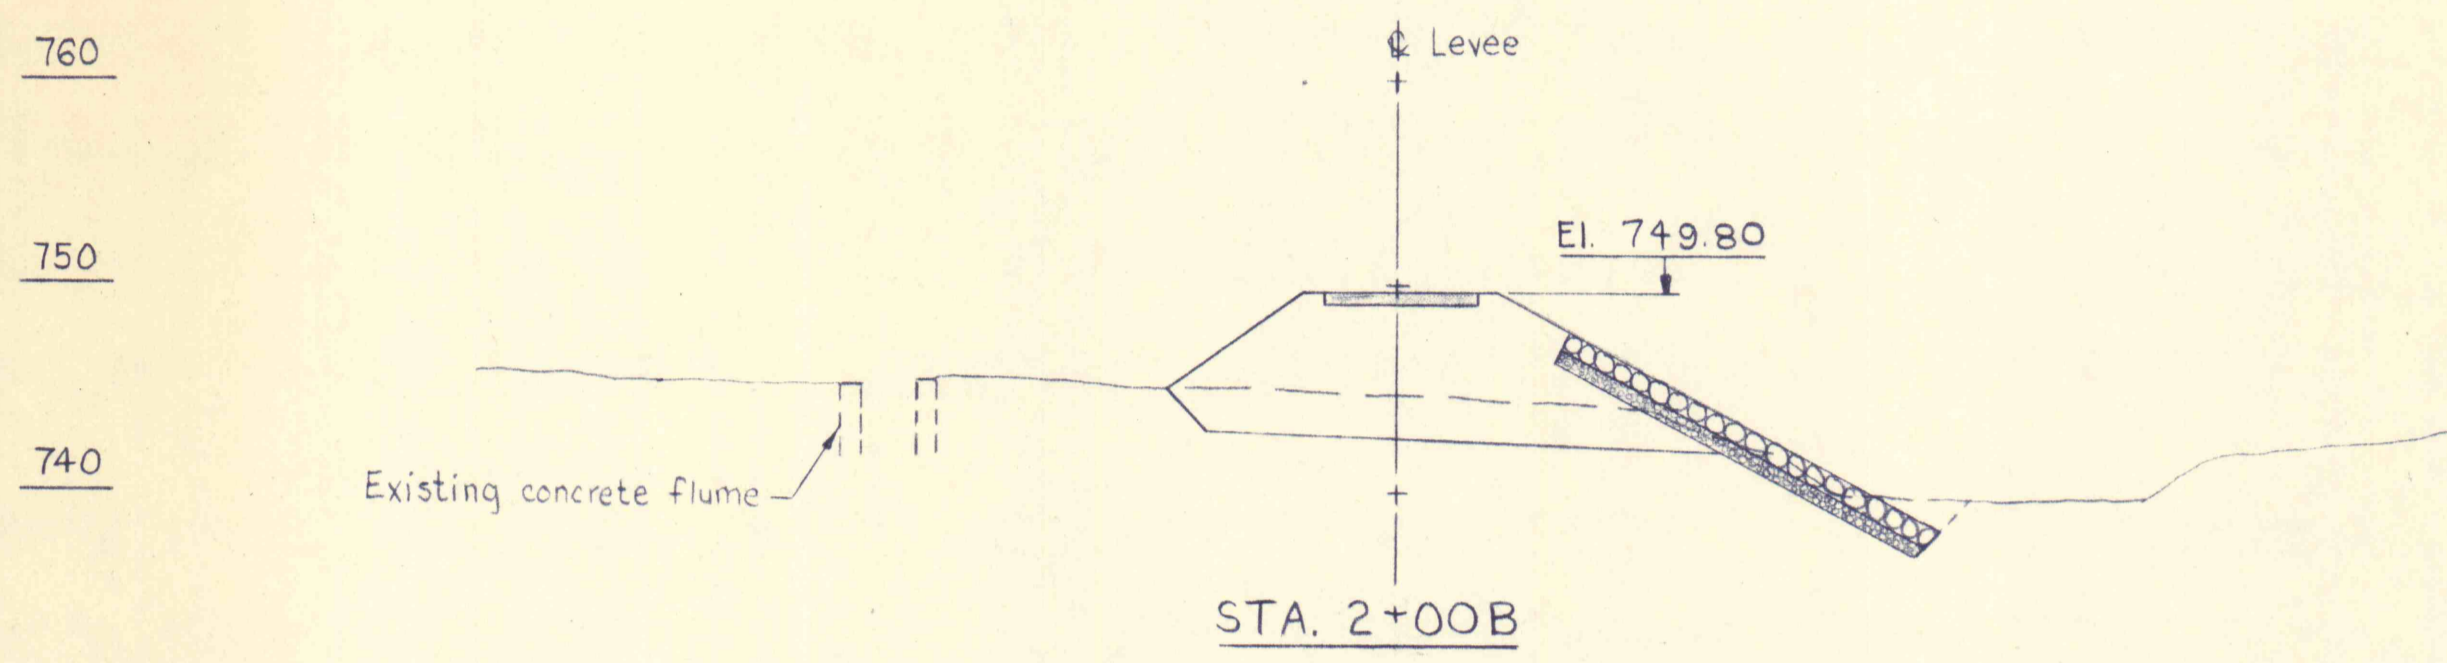 760
℄ Levee
El. 749.80
750
740
Existing concrete flume
STA. 2+00B